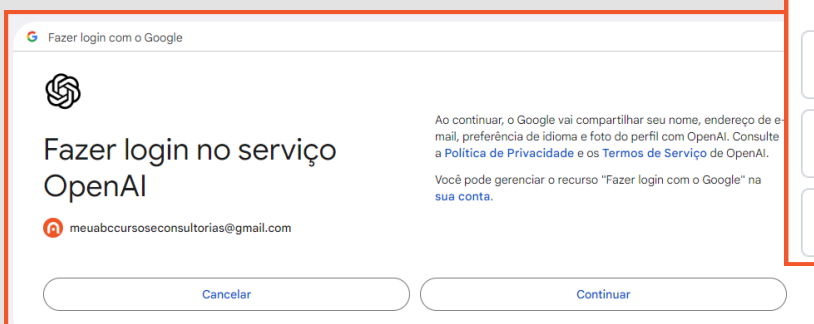 Fazer login com o Google
Fazer login no serviço
OpenAI
meuabccursoseconsultorias@gmail.com
Ao continuar, o Google vai compartilhar seu nome, endereço de e-
mail, preferência de idioma e foto do perfil com OpenAI. Consulte
a Política de Privacidade e os Termos de Serviço de OpenAI.
Você pode gerenciar o recurso "Fazer login com o Google" na
sua conta.
Cancelar
Continuar